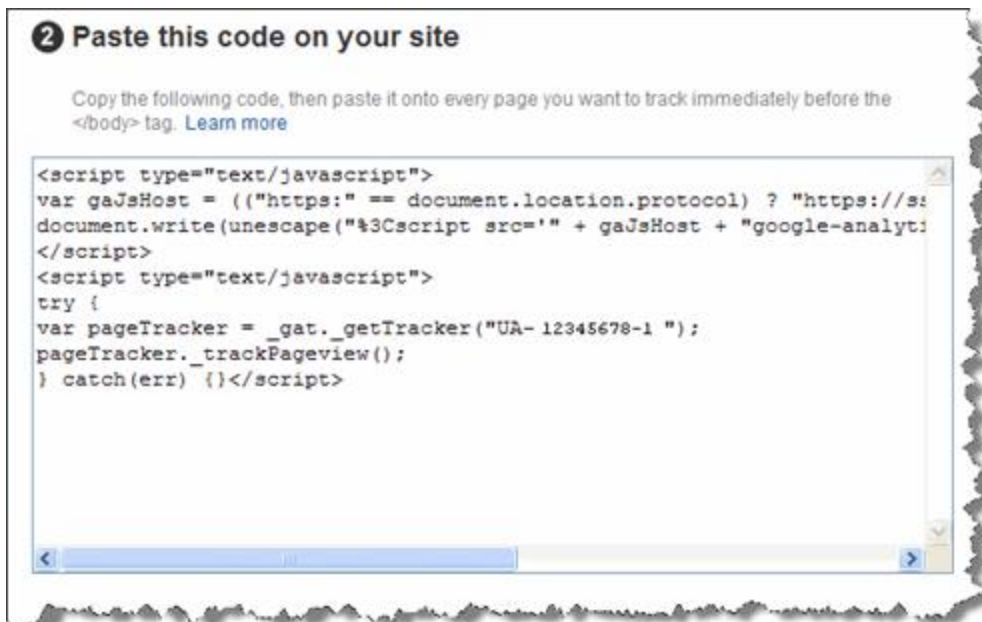 2 Paste this code on your site
Copy the following code, then paste it onto every page you want to track immediately before the
</body> tag. Learn more
<script type="text/javascript">
var gaJsHost = (("https:" == document.location.protocol) ? "https://ss
document.write(unescape("%3Cscript src='" + gaJsHost + "google-analyti
</script>
<script type="text/javascript">
try {
var pageTracker = _gat._getTracker("UA- 12345678-1 ");
pageTracker._trackPageview();
} catch(err) {}</script>